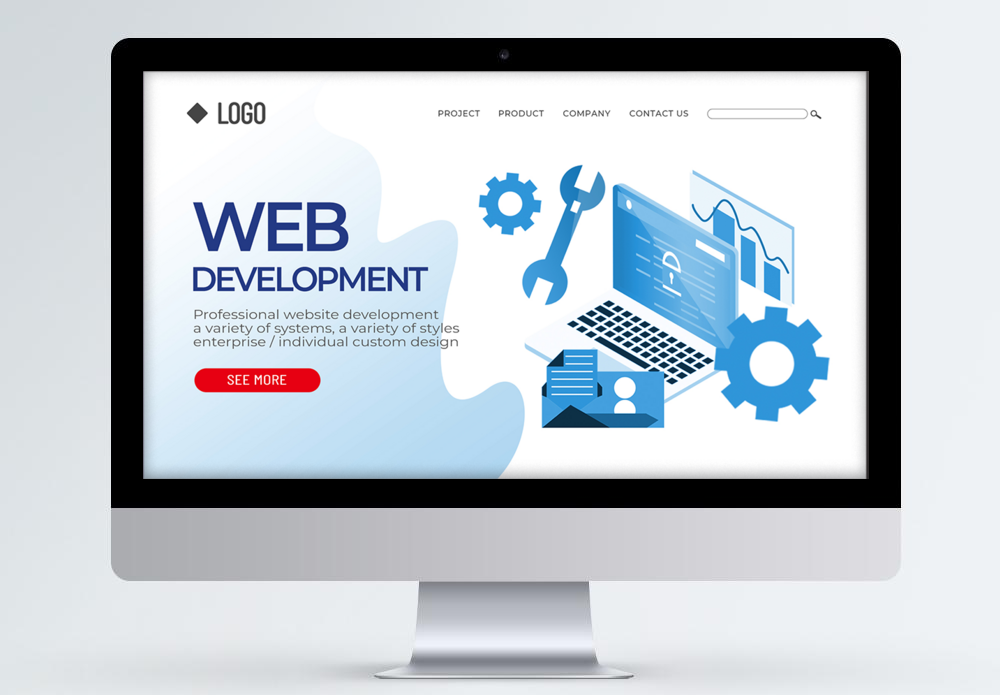 LOGO
PROJECT PRODUCT COMPANY CONTACT US
WEB
DEVELOPMENT
Professional website development
a variety of systems, a variety of styles
enterprise / individual custom design
SEE MORE